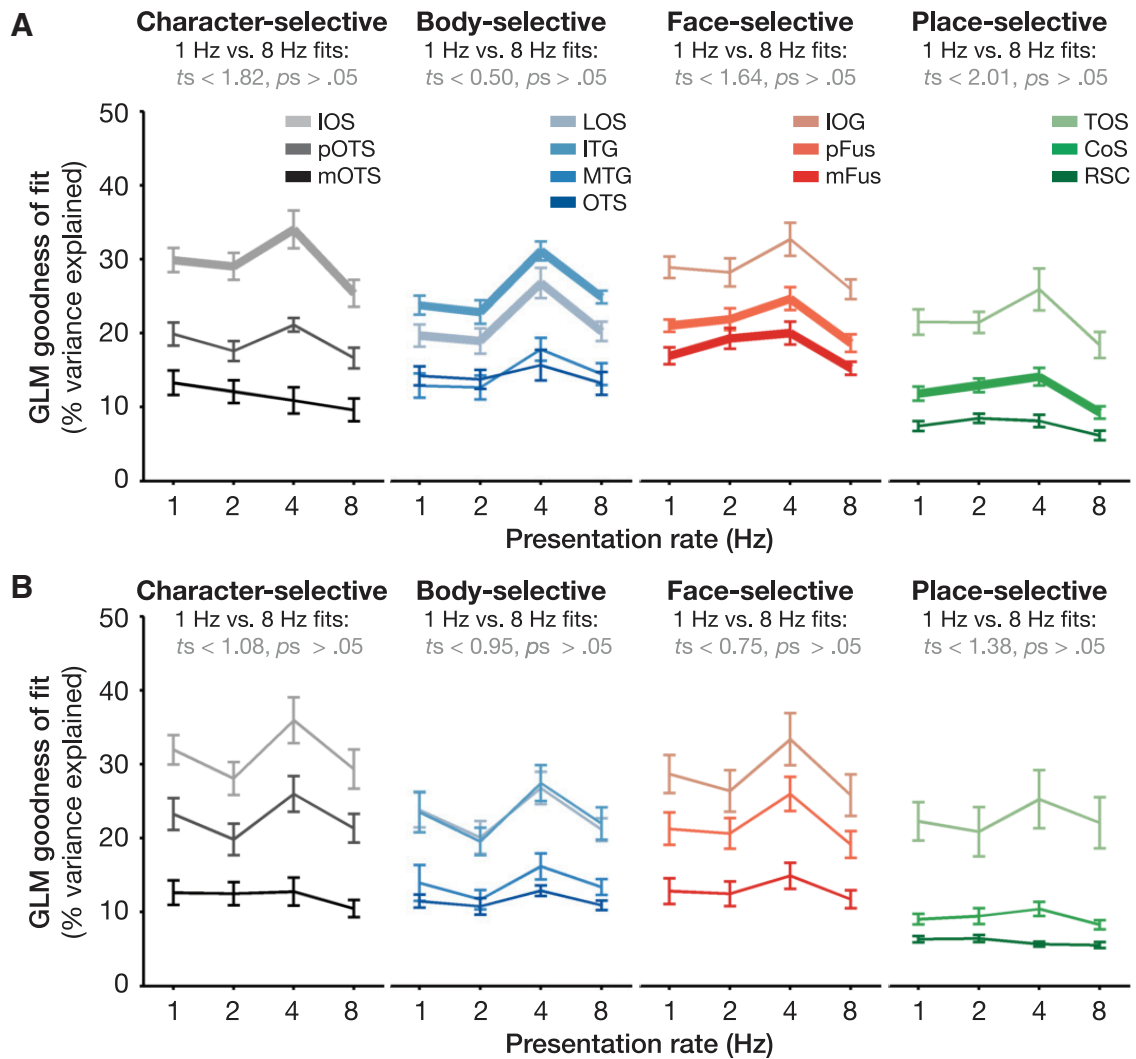 A
Character-selective
1 Hz vs. 8 Hz fits:
ts < 1.82, ps > .05
Body-selective
1 Hz vs. 8 Hz fits:
ts < 0.50, ps > .05
Face-selective
1 Hz vs. 8 Hz fits:
ts < 1.64, ps > .05
Place-selective
1 Hz vs. 8 Hz fits:
ts < 2.01, ps > .05
GLM goodness of fit
(% variance explained)
50
40
30
20
10
0
IOS
pOTS
mOTS
LOS
ITG
MTG
OTS
IOG
pFus
mFus
TOS
CoS
RSC
1 2 4 8
1 2 4 8
1 2 4 8
1 2 4 8
Presentation rate (Hz)
B
Character-selective
1 Hz vs. 8 Hz fits:
ts < 1.08, ps > .05
Body-selective
1 Hz vs. 8 Hz fits:
ts < 0.95, ps > .05
Face-selective
1 Hz vs. 8 Hz fits:
ts < 0.75, ps > .05
Place-selective
1 Hz vs. 8 Hz fits:
ts < 1.38, ps > .05
GLM goodness of fit
(% variance explained)
50
40
30
20
10
0
1 2 4 8
1 2 4 8
1 2 4 8
1 2 4 8
Presentation rate (Hz)